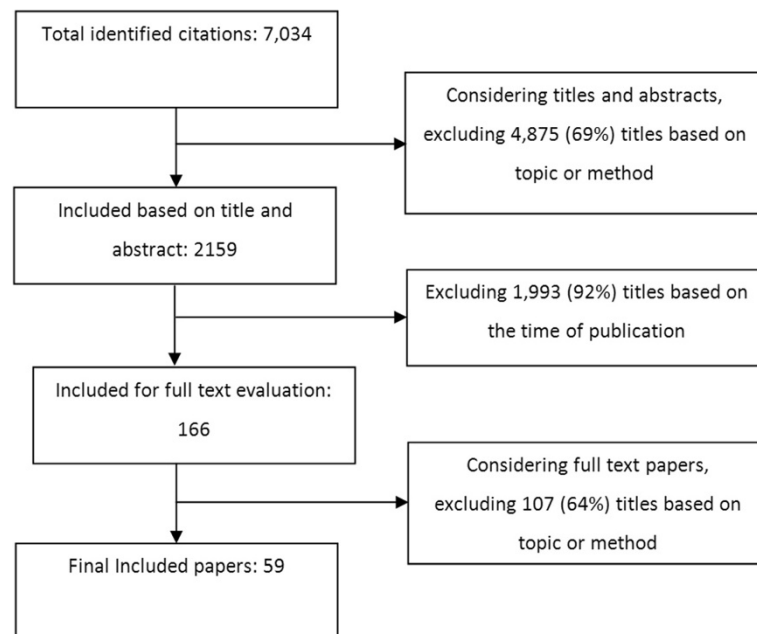 Total identified citations: 7,034
Considering titles and abstracts,
excluding 4,875 (69%) titles based on
topic or method
Included based on title and
abstract: 2159
Excluding 1,993 (92%) titles based on
the time of publication
Included for full text evaluation:
166
Considering full text papers,
excluding 107 (64%) titles based on
topic or method
Final Included papers: 59